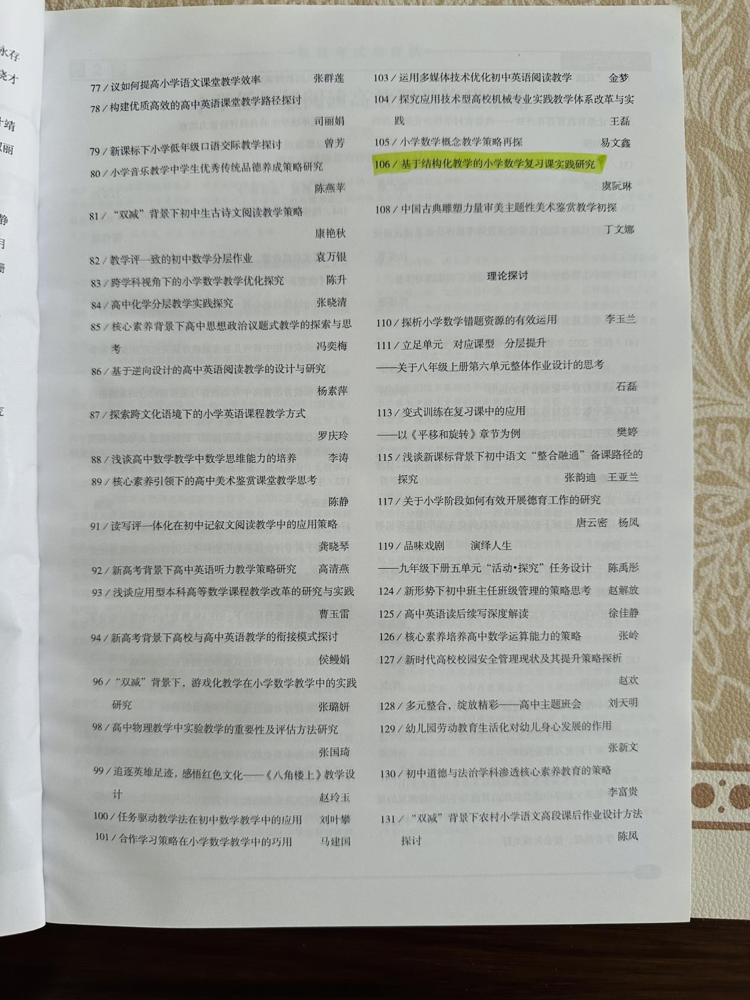 永存
晓才
叶靖
双丽
静
月
珊
究
77 / 议如何提高小学语文课堂教学效率 张群莲
78 / 构建优质高效的高中英语课堂教学路径探讨
司丽娟
79 / 新课标下小学低年级口语交际教学探讨 曾芳
80 / 小学音乐教学中学生优秀传统品德养成策略研究
陈燕苹
81 / “双减”背景下初中生古诗文阅读教学策略
康艳秋
82 / 教学评一致的初中数学分层作业 袁万银
83 / 跨学科视角下的小学数学教学优化探究 陈升
84 / 高中化学分层教学实践探究 张晓清
85 / 核心素养背景下高中思想政治议题式教学的探索与思
考 冯奕梅
86 / 基于逆向设计的高中英语阅读教学的设计与研究
杨素萍
87 / 探索跨文化语境下的小学英语课程教学方式
罗庆玲
88 / 浅谈高中数学教学中数学思维能力的培养 李涛
89 / 核心素养引领下的高中美术鉴赏课堂教学思考
陈静
91 / 读写评一体化在初中记叙文阅读教学中的应用策略
龚晓琴
92 / 新高考背景下高中英语听力教学策略研究 高清燕
93 / 浅谈应用型本科高等数学课程教学改革的研究与实践
曹玉雷
94 / 新高考背景下高校与高中英语教学的衔接模式探讨
侯鳗娟
96 / “双减”背景下，游戏化教学在小学数学教学中的实践
研究 张璐妍
98 / 高中物理教学中实验教学的重要性及评估方法研究
张国琦
99 / 追逐英雄足迹，感悟红色文化——《八角楼上》教学设
计 赵玲玉
100 / 任务驱动教学法在初中数学教学中的应用 刘叶攀
101 / 合作学习策略在小学数学教学中的巧用 马建国
103 / 运用多媒体技术优化初中英语阅读教学 金梦
104 / 探究应用技术型高校机械专业实践教学体系改革与实
践 王磊
105 / 小学数学概念教学策略再探 易文鑫
106 / 基于结构化教学的小学数学复习课实践研究
虞阮琳
108 / 中国古典雕塑力量审美主题性美术鉴赏教学初探
丁文娜
理论探讨
110 / 探析小学数学错题资源的有效运用 李玉兰
111 / 立足单元 对应课型 分层提升
——关于八年级上册第六单元整体作业设计的思考
石磊
113 / 变式训练在复习课中的应用
——以《平移和旋转》章节为例 樊婷
115 / 浅谈新课标背景下初中语文“整合融通”备课路径的
探究 张韵迪 王亚兰
117 / 关于小学阶段如何有效开展德育工作的研究
唐云密 杨凤
119 / 品味戏剧 演绎人生
——九年级下册五单元“活动•探究”任务设计 陈禹彤
124 / 新形势下初中班主任班级管理的策略思考 赵解放
125 / 高中英语读后续写深度解读 徐佳静
126 / 核心素养培养高中数学运算能力的策略 张岭
127 / 新时代高校校园安全管理现状及其提升策略探析
赵欢
128 / 多元整合，绽放精彩——高中主题班会 刘天明
129 / 幼儿园劳动教育生活化对幼儿身心发展的作用
张新文
130 / 初中道德与法治学科渗透核心素养教育的策略
李富贵
131 / “双减”背景下农村小学语文高段课后作业设计方法
探讨 陈凤